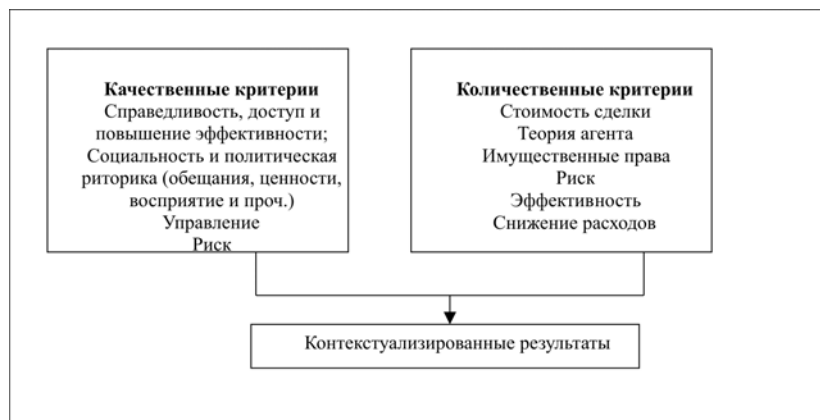 Качественные критерии
Справедливость, доступ и
повышение эффективности;
Социальность и политическая
риторика (обещания, ценности,
восприятие и проч.)
Управление
Риск
Количественные критерии
Стоимость сделки
Теория агента
Имущественные права
Риск
Эффективность
Снижение расходов
Контекстуализированные результаты